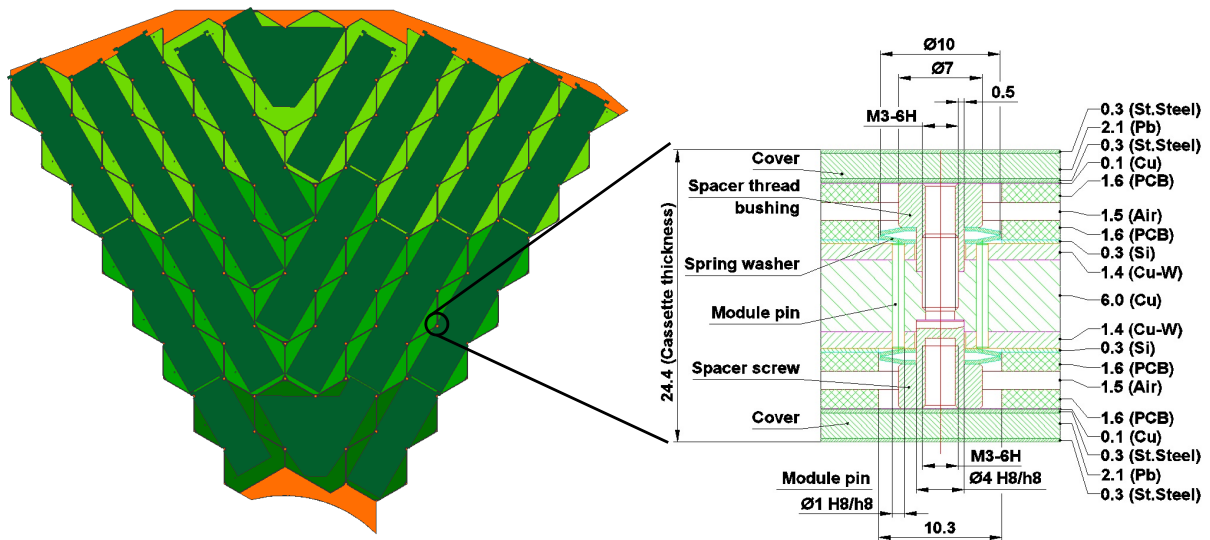 Ø10
Ø7
0.5
M3-6H
0.3 (St.Steel)
2.1 (Pb)
0.3 (St.Steel)
0.1 (Cu)
1.6 (PCB)
1.5 (Air)
1.6 (PCB)
0.3 (Si)
1.4 (Cu-W)
6.0 (Cu)
1.4 (Cu-W)
0.3 (Si)
1.6 (PCB)
1.5 (Air)
1.6 (PCB)
0.1 (Cu)
0.3 (St.Steel)
2.1 (Pb)
0.3 (St.Steel)
24.4 (Cassette thickness)
Cover
Spacer thread
bushing
Spring washer
Module pin
Spacer screw
Cover
M3-6H
Ø4 H8/h8
Module pin
Ø1 H8/h8
10.3